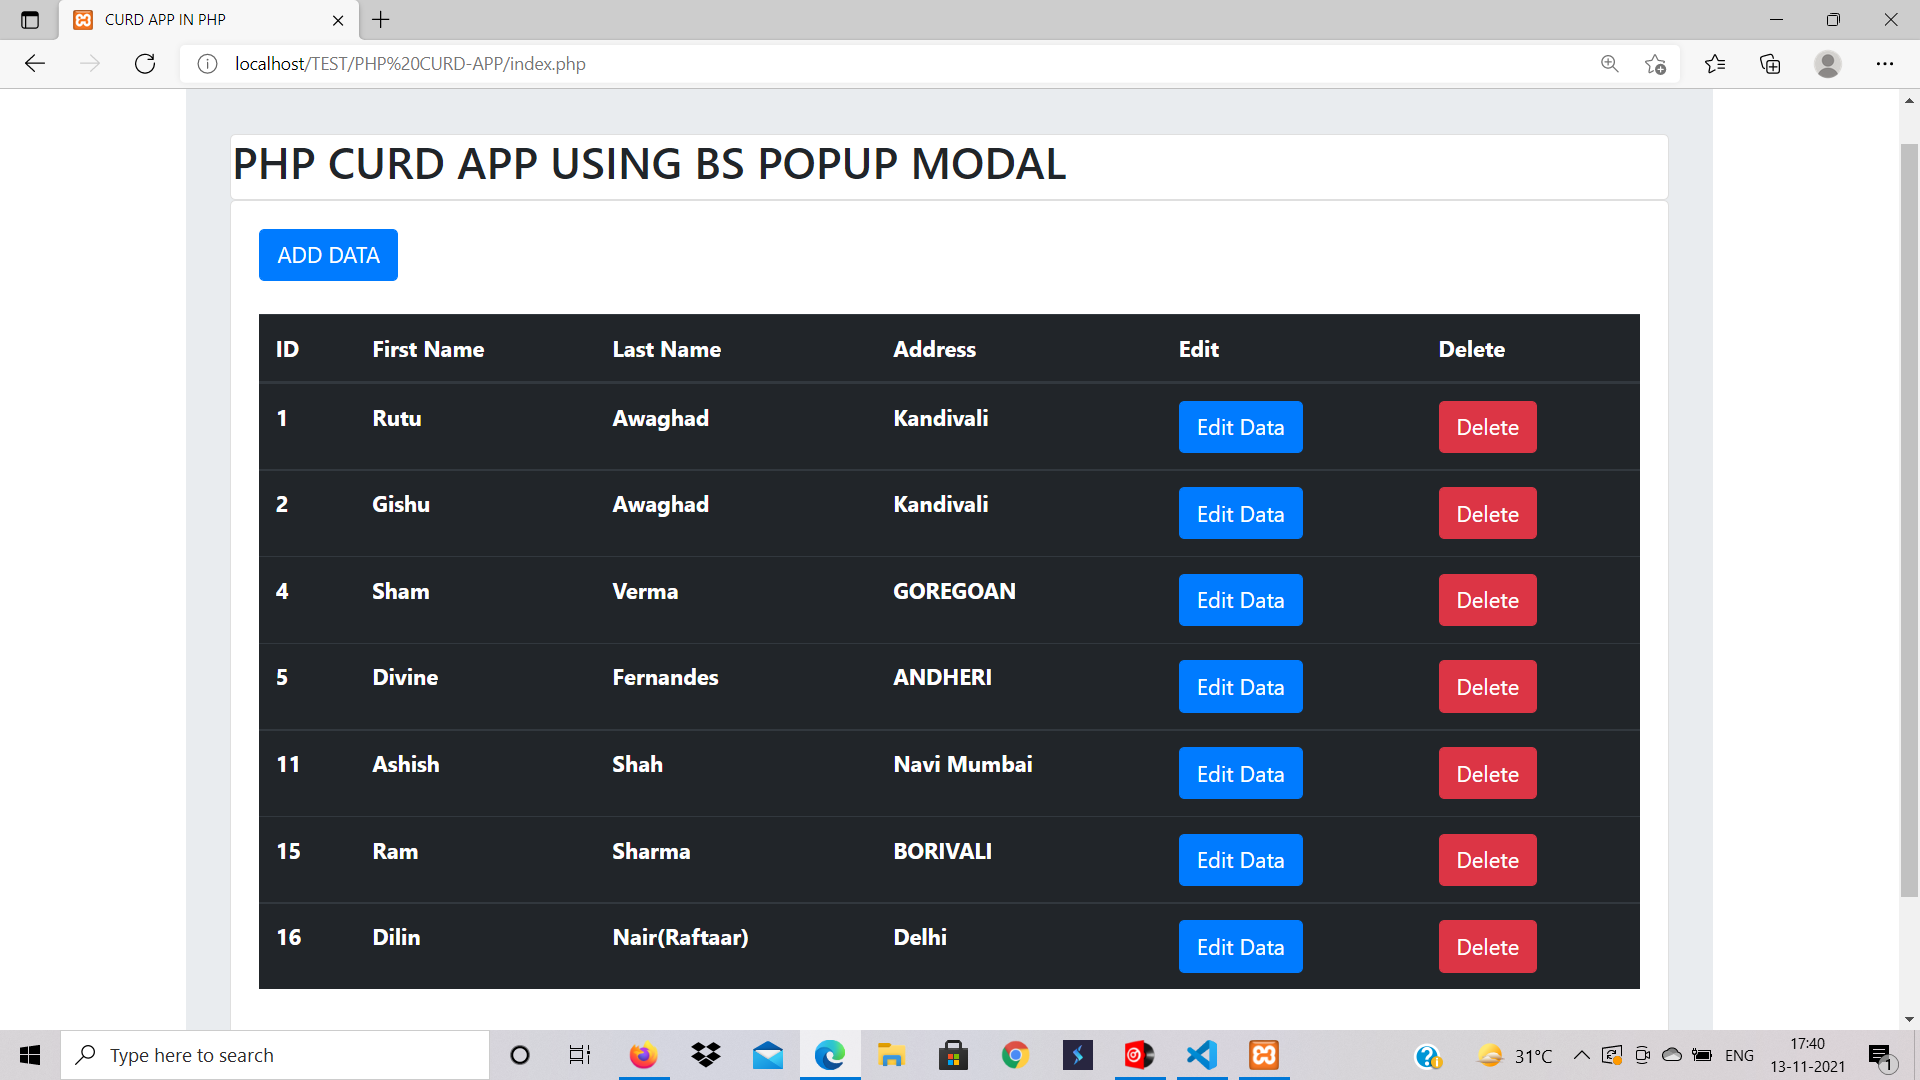 CURD APP IN PHP
localhost/TEST/PHP%20CURD-APP/index.php
PHP CURD APP USING BS POPUP MODAL
ADD DATA
ID First Name Last Name Address Edit Delete
1 Rutu Awaghad Kandivali Edit Data Delete
2 Gishu Awaghad Kandivali Edit Data Delete
4 Sham Verma GOREGOAN Edit Data Delete
5 Divine Fernandes ANDHERI Edit Data Delete
11 Ashish Shah Navi Mumbai Edit Data Delete
15 Ram Sharma BORIVALI Edit Data Delete
16 Dilin Nair(Raftaar) Delhi Edit Data Delete
Type here to search
31°C
ENG
17:40
13-11-2021
1